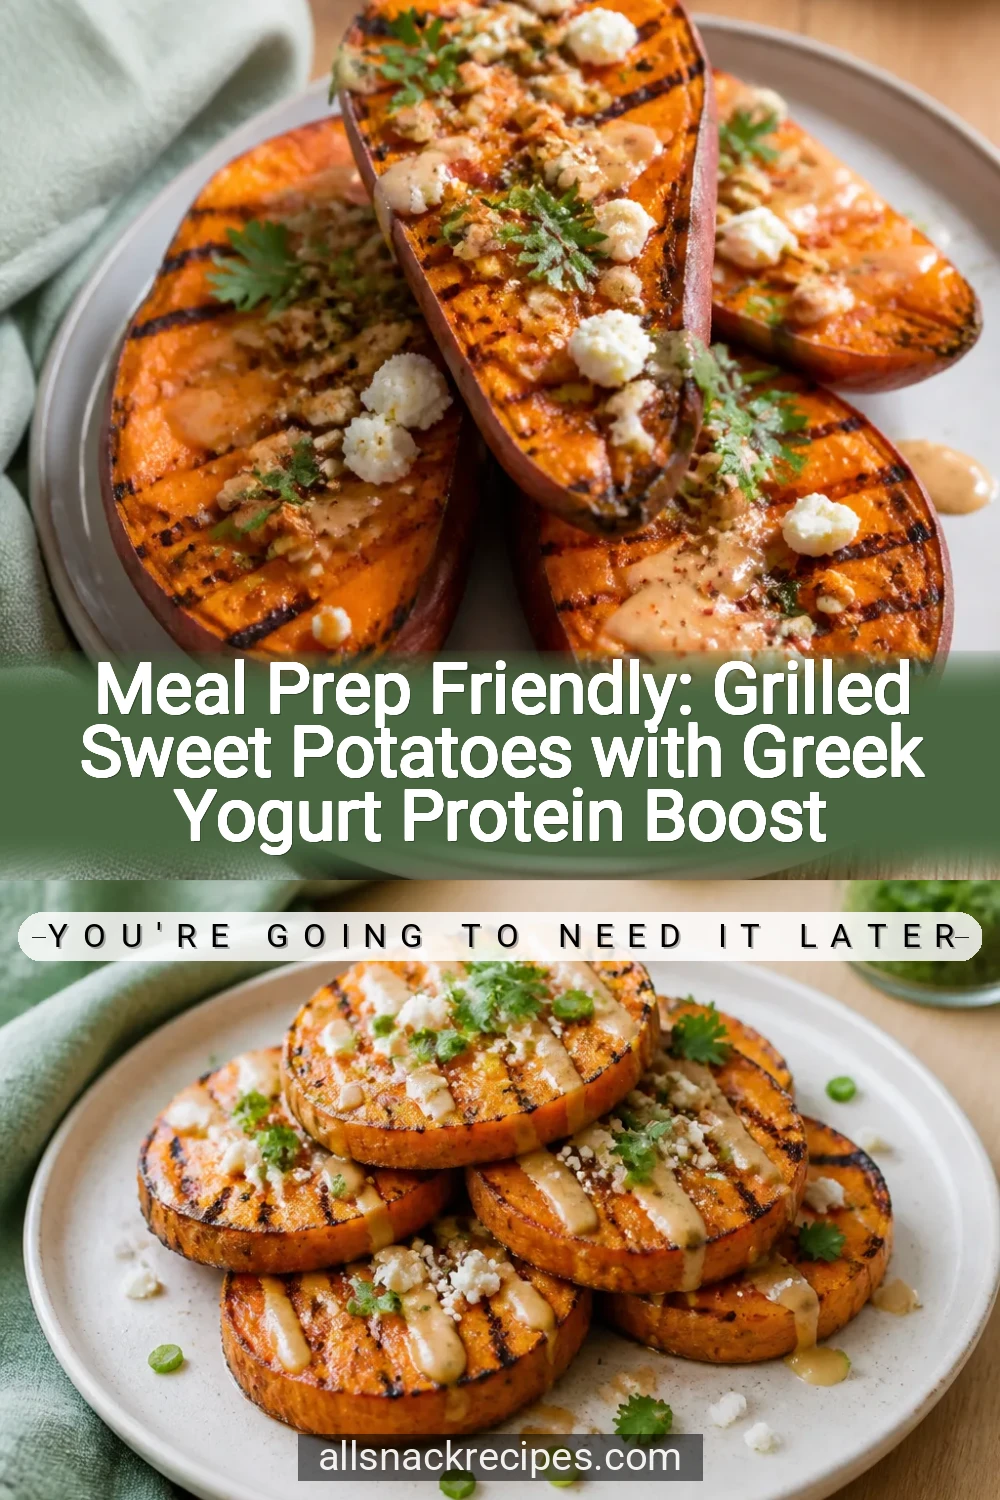 Meal Prep Friendly: Grilled
Sweet Potatoes with Greek
Yogurt Protein Boost
-YOU'RE GOING TO NEED IT LATER-
allsnackrecipes.com